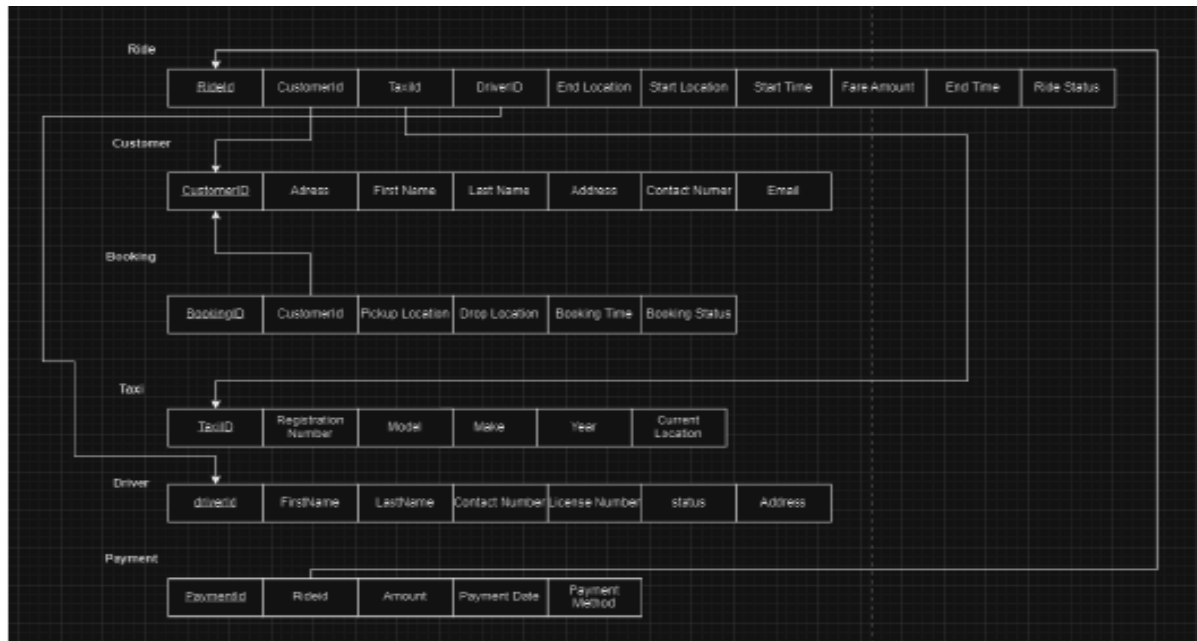 Ride
RideId CustomerId TaxiId DriverID End Location Start Location Start Time Fare Amount End Time Ride Status
Customer
CustomerID Adress First Name Last Name Address Contact Numer Email
Booking
BookingID CustomerId Pickup Location Drop Location Booking Time Booking Status
Taxi
TaxiID Registration Number Model Make Year Current Location
Driver
driverId FirstName LastName Contact Number License Number status Address
Payment
PaymentId RideId Amount Payment Date Payment Method